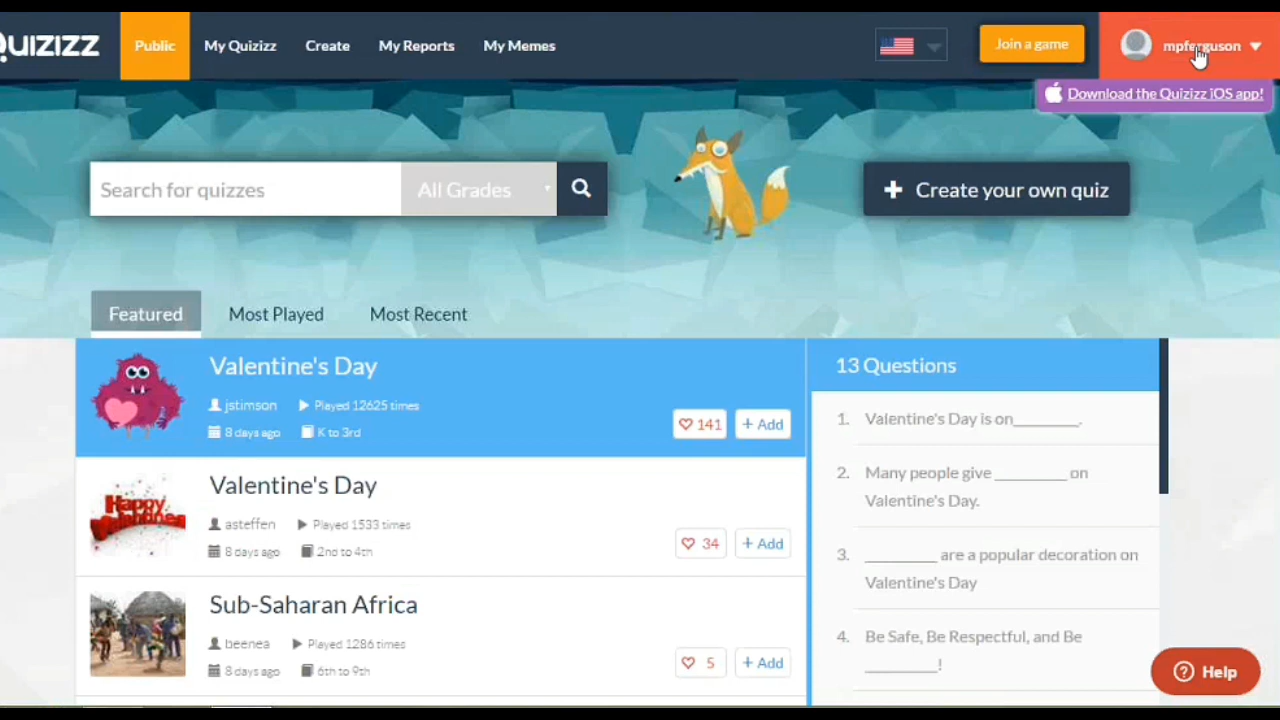 QUIZIZZ
Public
My Quizizz
Create
My Reports
My Memes
Join a game
mpferguson
Download the Quizizz iOS app!
Search for quizzes
All Grades
Create your own quiz
Featured
Most Played
Most Recent
Valentine's Day
jstimson
Played 12625 times
8 days ago
K to 3rd
141
+ Add
Happy
Valentines
Valentine's Day
asteffen
Played 1533 times
8 days ago
2nd to 4th
34
+ Add
Sub-Saharan Africa
beenea
Played 1286 times
8 days ago
6th to 9th
5
+ Add
13 Questions
1. Valentine's Day is on________.
2. Many people give ________ on
Valentine's Day.
3. ________ are a popular decoration on
Valentine's Day
4. Be Safe, Be Respectful, and Be
________!
Help